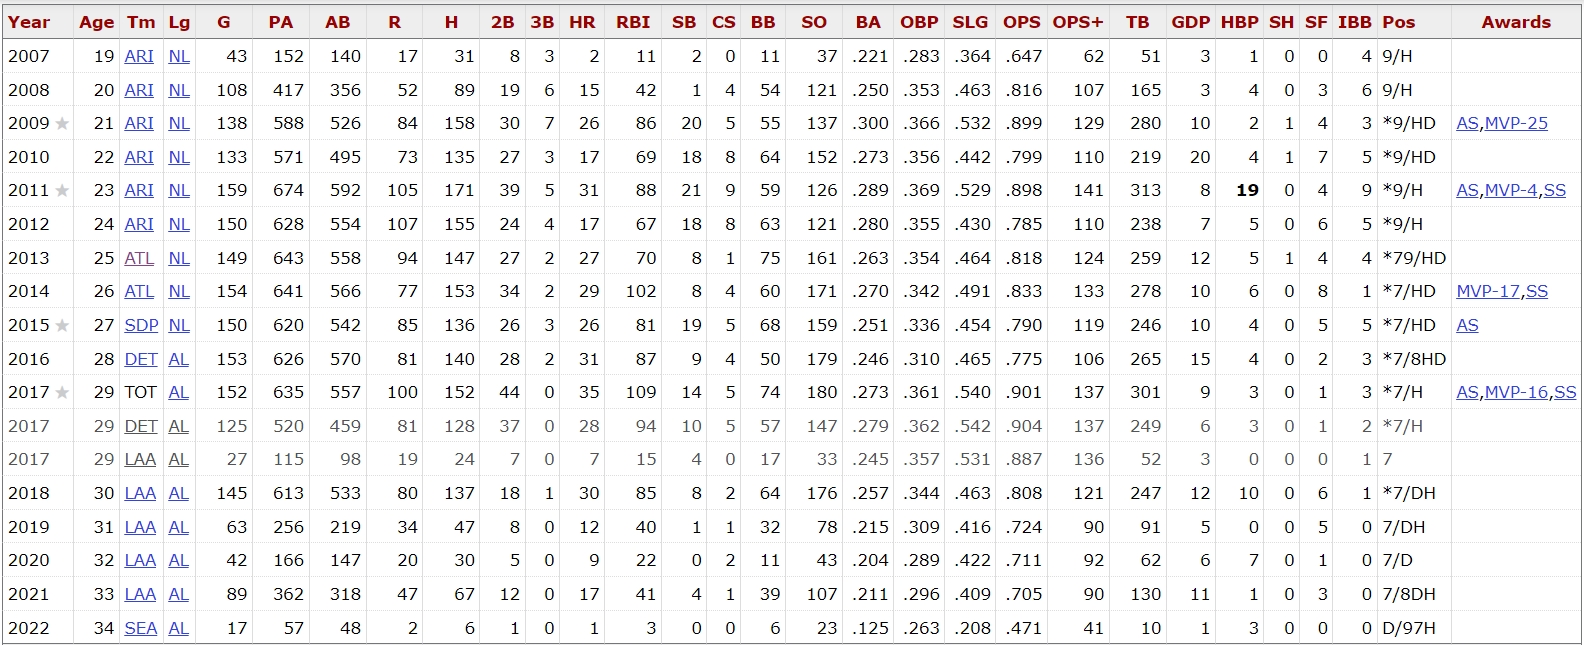 Year Age Tm Lg G PA AB R H 2B 3B HR RBI SB CS BB SO BA OBP SLG OPS OPS+ TB GDP HBP SH SF IBB Pos Awards
2007 19 ARI NL 43 152 140 17 31 8 3 2 11 2 0 11 37 .221 .283 .364 .647 62 51 3 1 0 0 4 9/H
2008 20 ARI NL 108 417 356 52 89 19 6 15 42 1 4 54 121 .250 .353 .463 .816 107 165 3 4 0 3 6 9/H
2009 ★ 21 ARI NL 138 588 526 84 158 30 7 26 86 20 5 55 137 .300 .366 .532 .899 129 280 10 2 1 4 3 *9/HD AS,MVP-25
2010 22 ARI NL 133 571 495 73 135 27 3 17 69 18 8 64 152 .273 .356 .442 .799 110 219 20 4 1 7 5 *9/HD
2011 ★ 23 ARI NL 159 674 592 105 171 39 5 31 88 21 9 59 126 .289 .369 .529 .898 141 313 8 19 0 4 9 *9/H AS,MVP-4,SS
2012 24 ARI NL 150 628 554 107 155 24 4 17 67 18 8 63 121 .280 .355 .430 .785 110 238 7 5 0 6 5 *9/H
2013 25 ATL NL 149 643 558 94 147 27 2 27 70 8 1 75 161 .263 .354 .464 .818 124 259 12 5 1 4 4 *79/HD
2014 26 ATL NL 154 641 566 77 153 34 2 29 102 8 4 60 171 .270 .342 .491 .833 133 278 10 6 0 8 1 *7/HD MVP-17,SS
2015 ★ 27 SDP NL 150 620 542 85 136 26 3 26 81 19 5 68 159 .251 .336 .454 .790 119 246 10 4 0 5 5 *7/HD AS
2016 28 DET AL 153 626 570 81 140 28 2 31 87 9 4 50 179 .246 .310 .465 .775 106 265 15 4 0 2 3 *7/8HD
2017 ★ 29 TOT AL 152 635 557 100 152 44 0 35 109 14 5 74 180 .273 .361 .540 .901 137 301 9 3 0 1 3 *7/H AS,MVP-16,SS
2017 29 DET AL 125 520 459 81 128 37 0 28 94 10 5 57 147 .279 .362 .542 .904 137 249 6 3 0 1 2 *7/H
2017 29 LAA AL 27 115 98 19 24 7 0 7 15 4 0 17 33 .245 .357 .531 .887 136 52 3 0 0 0 1 7
2018 30 LAA AL 145 613 533 80 137 18 1 30 85 8 2 64 176 .257 .344 .463 .808 121 247 12 10 0 6 1 *7/DH
2019 31 LAA AL 63 256 219 34 47 8 0 12 40 1 1 32 78 .215 .309 .416 .724 90 91 5 0 0 5 0 7/DH
2020 32 LAA AL 42 166 147 20 30 5 0 9 22 0 2 11 43 .204 .289 .422 .711 92 62 6 7 0 1 0 7/D
2021 33 LAA AL 89 362 318 47 67 12 0 17 41 4 1 39 107 .211 .296 .409 .705 90 130 11 1 0 3 0 7/8DH
2022 34 SEA AL 17 57 48 2 6 1 0 1 3 0 0 6 23 .125 .263 .208 .471 41 10 1 3 0 0 0 D/97H